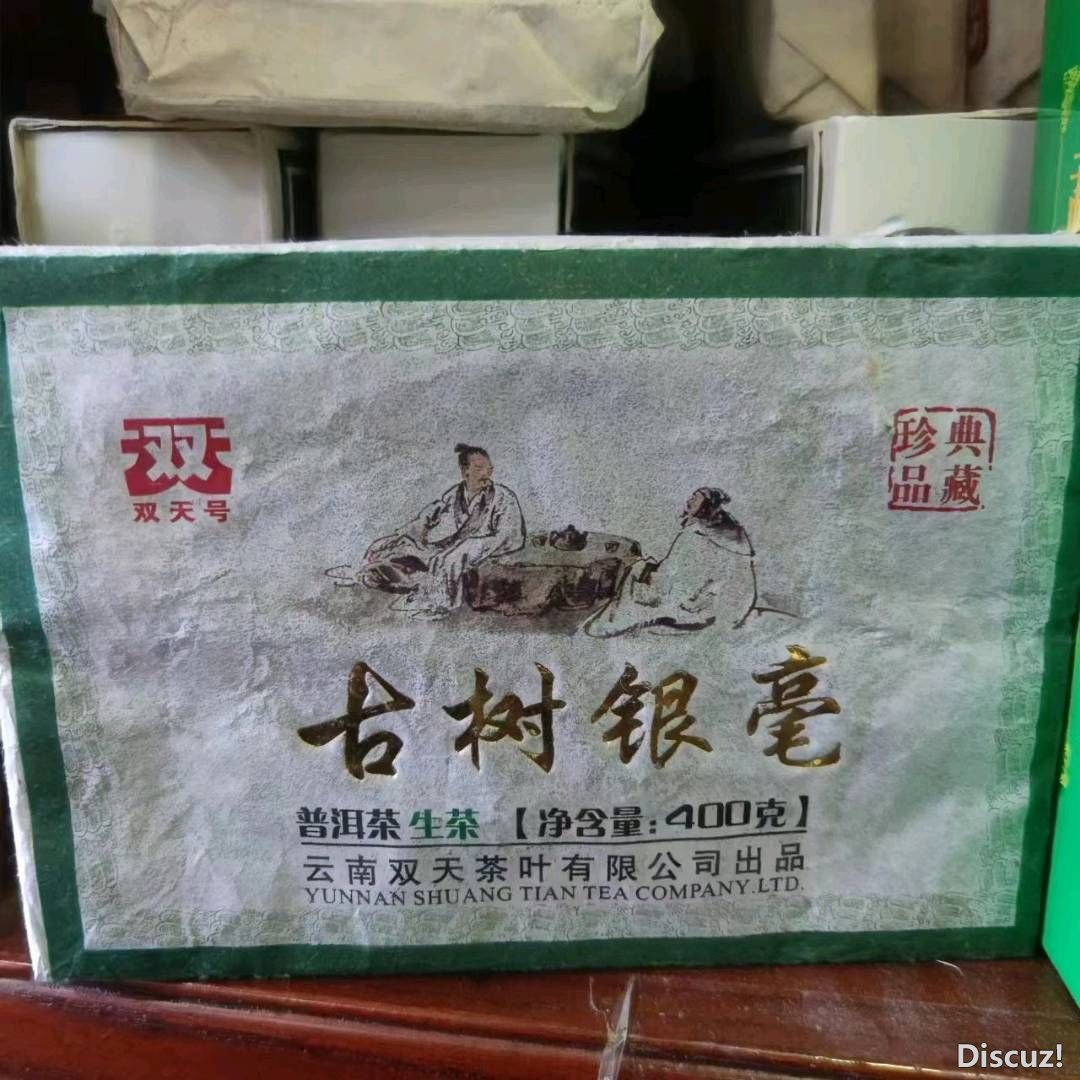 双
双天号
珍典
品藏
古树银毫
普洱茶 生茶 【净含量:400克】
云南双天茶叶有限公司出品
YUNNAN SHUANG TIAN TEA COMPANY.LTD.
Discuz!